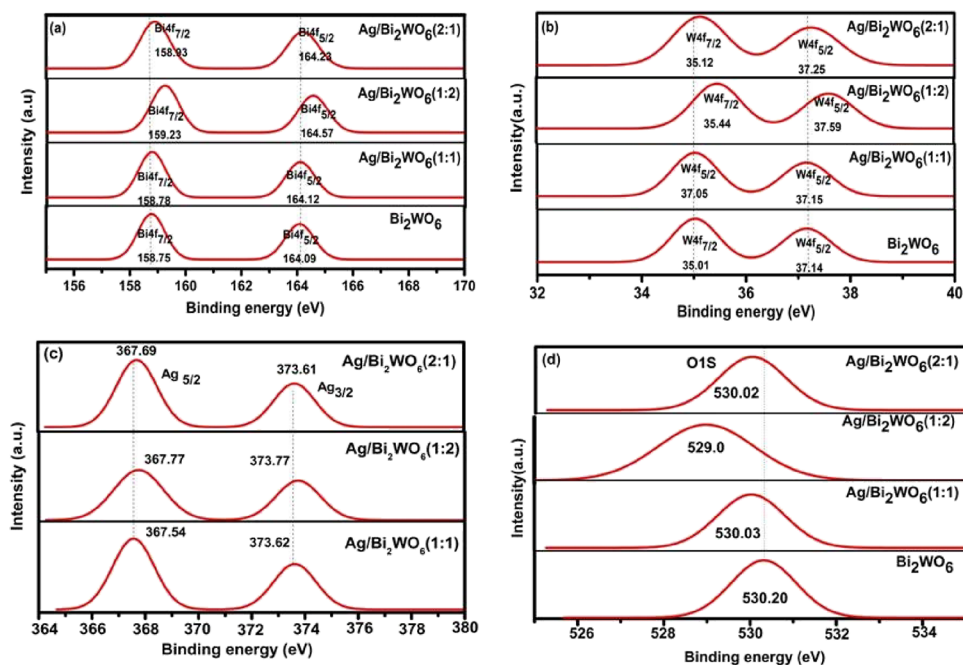 (a)
Bi4f7/2
158.93
Bi4f5/2
164.23
Ag/Bi2WO6(2:1)
Bi4f7/2
159.23
Bi4f5/2
164.57
Ag/Bi2WO6(1:2)
Bi4f7/2
158.78
Bi4f5/2
164.12
Ag/Bi2WO6(1:1)
Bi4f7/2
158.75
Bi4f5/2
164.09
Bi2WO6
Intensity (a.u)
156 158 160 162 164 166 168 170
Binding energy (eV)
(b)
W4f7/2
35.12
W4f5/2
37.25
Ag/Bi2WO6(2:1)
W4f7/2
35.44
W4f5/2
37.59
Ag/Bi2WO6(1:2)
W4f5/2
37.05
W4f5/2
37.15
Ag/Bi2WO6(1:1)
W4f7/2
35.01
W4f5/2
37.14
Bi2WO6
Intensity (a.u.)
32 34 36 38 40
Binding energy (eV)
(c)
367.69
Ag 5/2
373.61
Ag3/2
Ag/Bi2WO6(2:1)
367.77
373.77
Ag/Bi2WO6(1:2)
367.54
373.62
Ag/Bi2WO6(1:1)
Intensity (a.u)
364 366 368 370 372 374 376 378 380
Binding energy (eV)
(d)
O1S
530.02
Ag/Bi2WO6(2:1)
529.0
Ag/Bi2WO6(1:2)
530.03
Ag/Bi2WO6(1:1)
530.20
Bi2WO6
Intensity(a.u.)
526 528 530 532 534
Binding energy (eV)